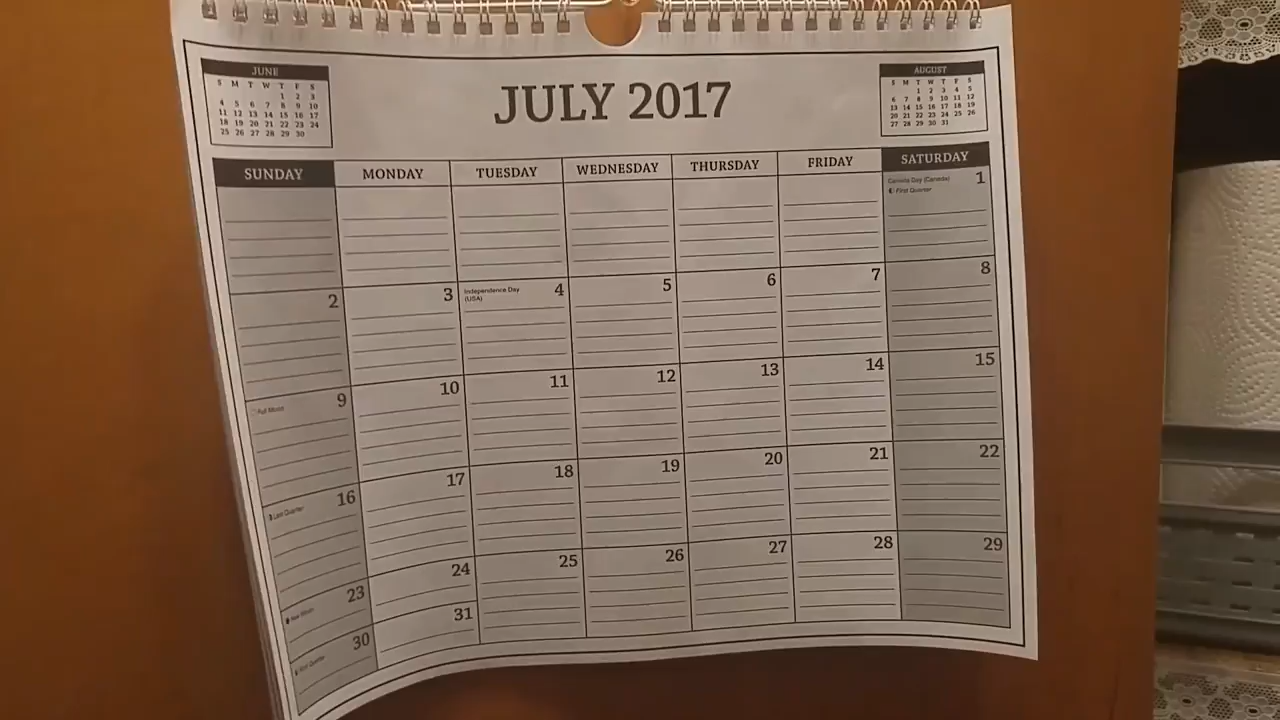 JUNE
S M T W T F S
1 2 3
4 5 6 7 8 9 10
11 12 13 14 15 16 17
18 19 20 21 22 23 24
25 26 27 28 29 30
JULY 2017
AUGUST
S M T W T F S
1 2 3 4 5
6 7 8 9 10 11 12
13 14 15 16 17 18 19
20 21 22 23 24 25 26
27 28 29 30 31
SUNDAY MONDAY TUESDAY WEDNESDAY THURSDAY FRIDAY SATURDAY
Canada Day (Canada) 1
First Quarter
2 3 Independence Day 4 5 6 7 8
(USA)
9 10 11 12 13 14 15
Full Moon
16 17 18 19 20 21 22
Last Quarter
23 24 25 26 27 28 29
New Moon
30 31
First Quarter